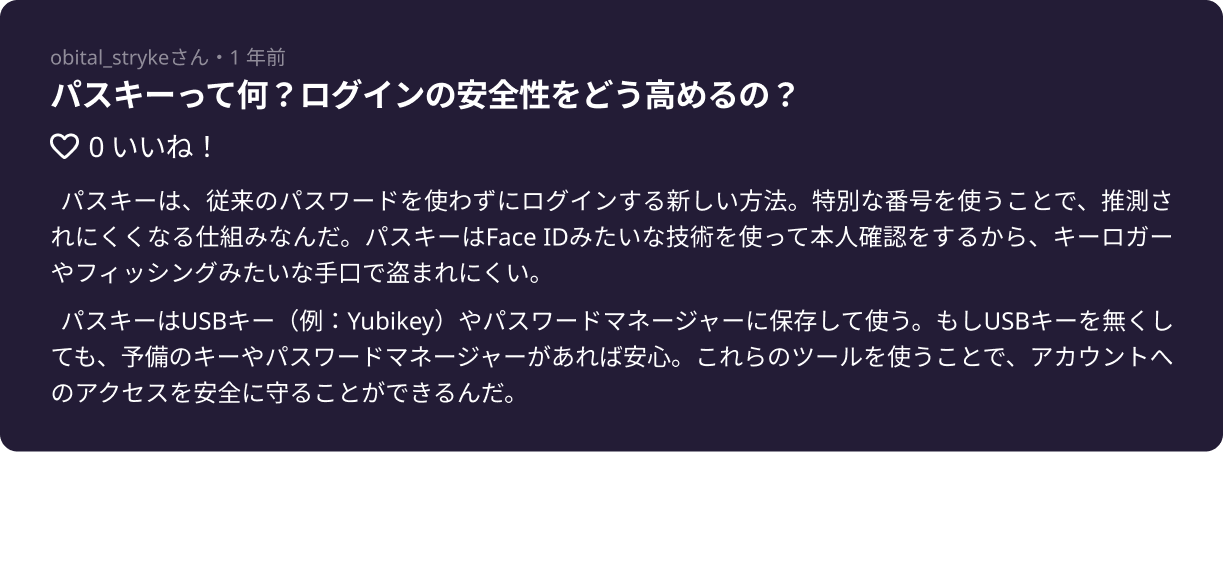 obital_strykeさん • 1 年前
パスキーって何？ログインの安全性をどう高めるの？
0 いいね！
パスキーは、従来のパスワードを使わずにログインする新しい方法。特別な番号を使うことで、推測さ
れにくくなる仕組みなんだ。パスキーはFace IDみたいな技術を使って本人確認をするから、キーロガー
やフィッシングみたいな手口で盗まれにくい。
パスキーはUSBキー（例：Yubikey）やパスワードマネージャーに保存して使う。もしUSBキーを無くし
ても、予備のキーやパスワードマネージャーがあれば安心。これらのツールを使うことで、アカウントへ
のアクセスを安全に守ることができるんだ。